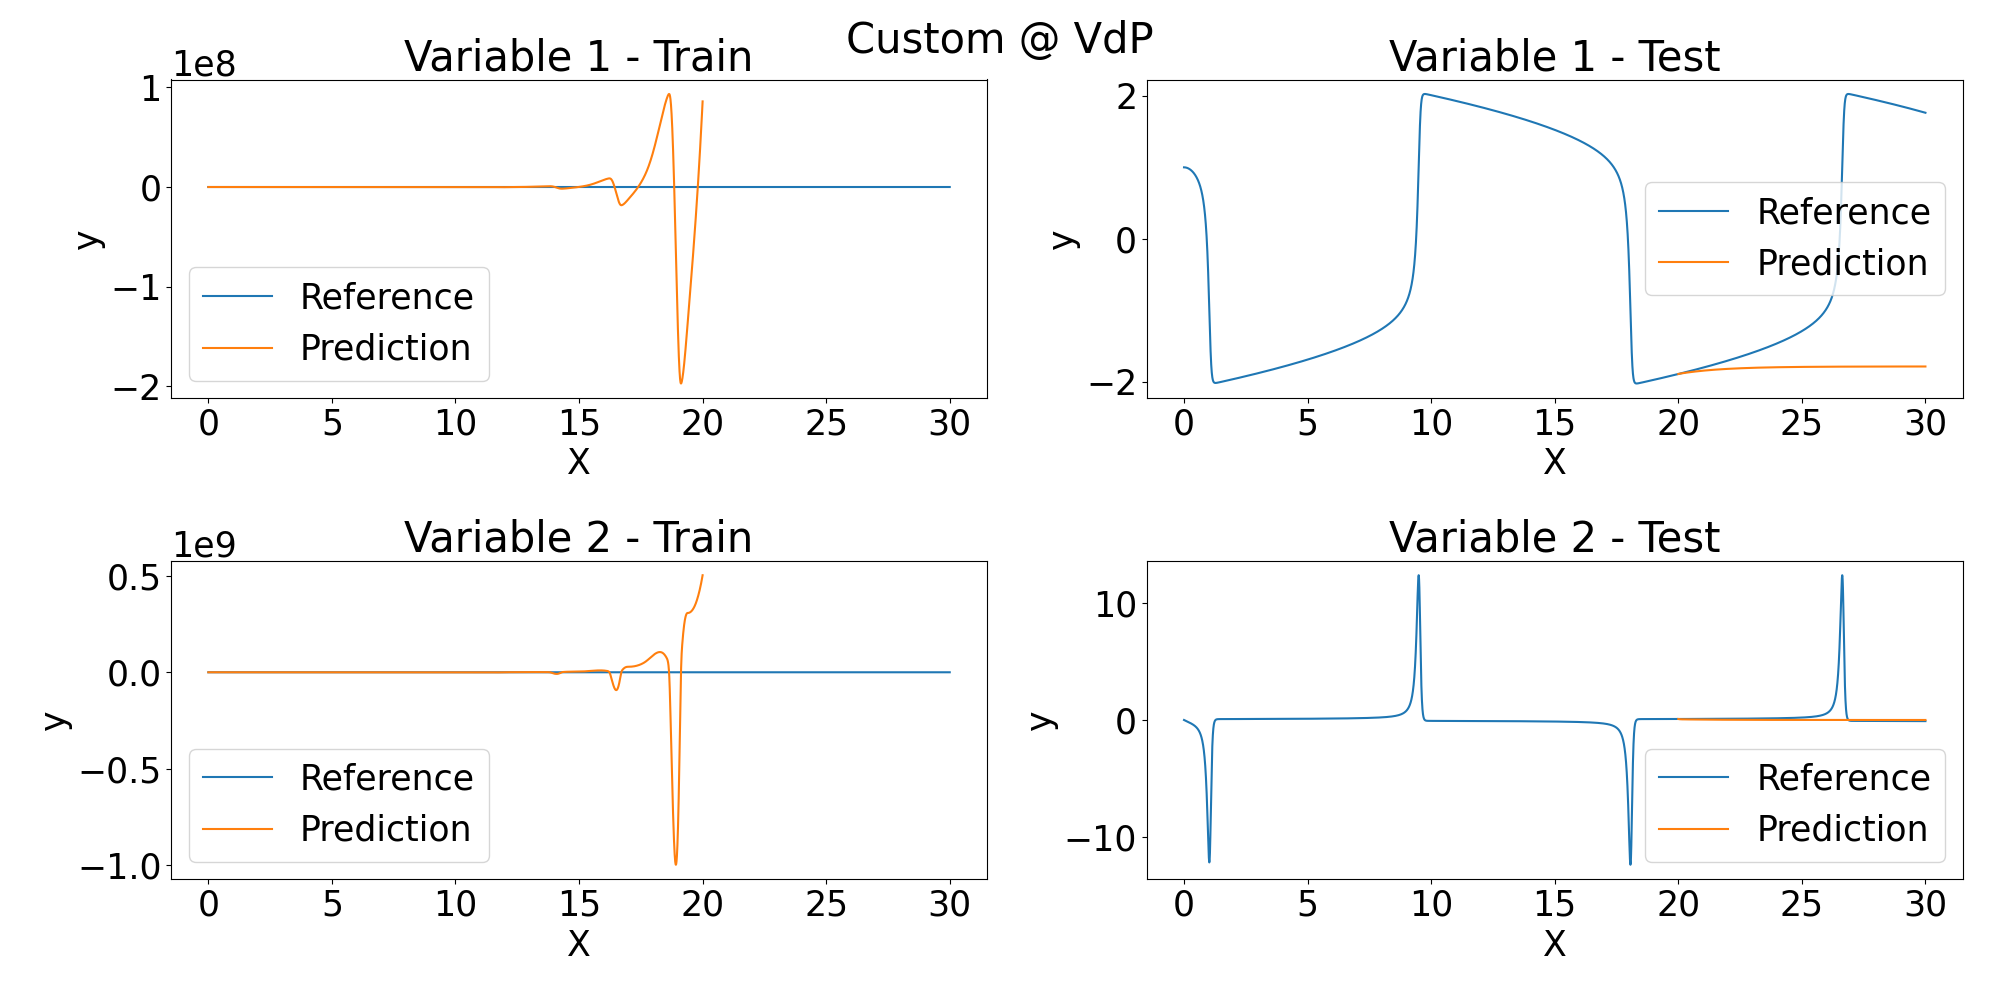 Custom @ VdP
Variable 1 - Train
1e8
1
0
−1
−2
y
Reference
Prediction
0 5 10 15 20 25 30
X
Variable 1 - Test
2
0
−2
y
Reference
Prediction
0 5 10 15 20 25 30
X
Variable 2 - Train
1e9
0.5
0.0
−0.5
−1.0
y
Reference
Prediction
0 5 10 15 20 25 30
X
Variable 2 - Test
10
0
−10
y
Reference
Prediction
0 5 10 15 20 25 30
X